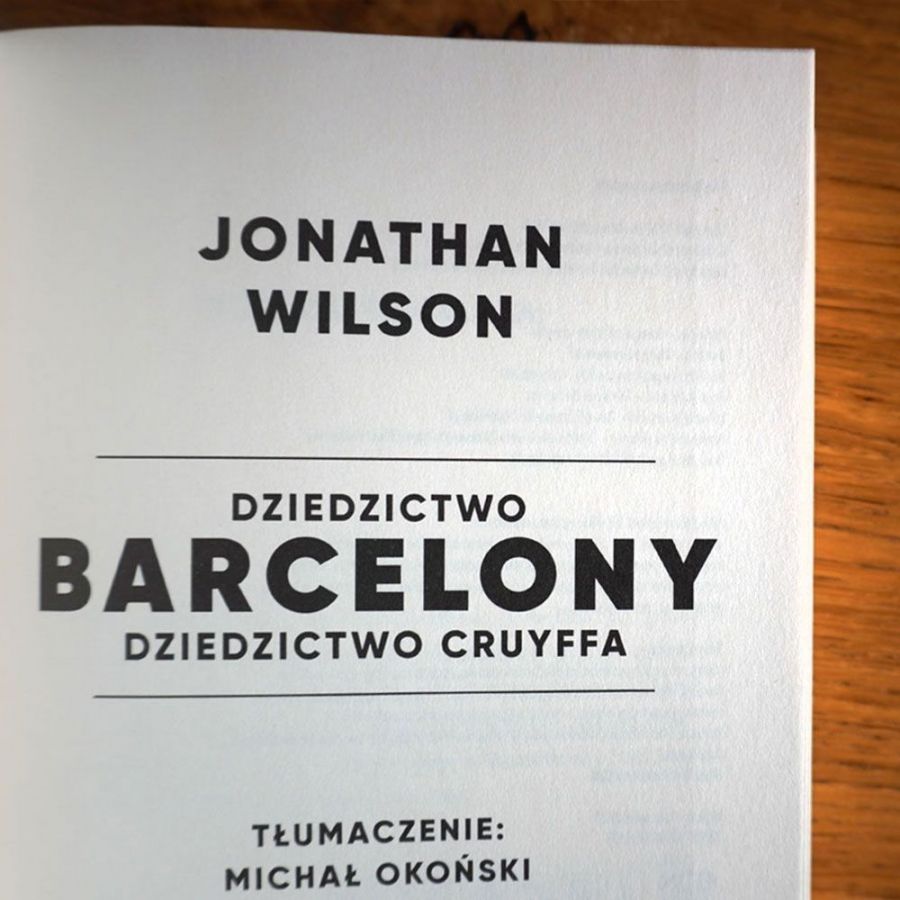 JONATHAN
WILSON
DZIEDZICTWO
BARCELONY
DZIEDZICTWO CRUYFFA
TŁUMACZENIE:
MICHAŁ OKOŃSKI